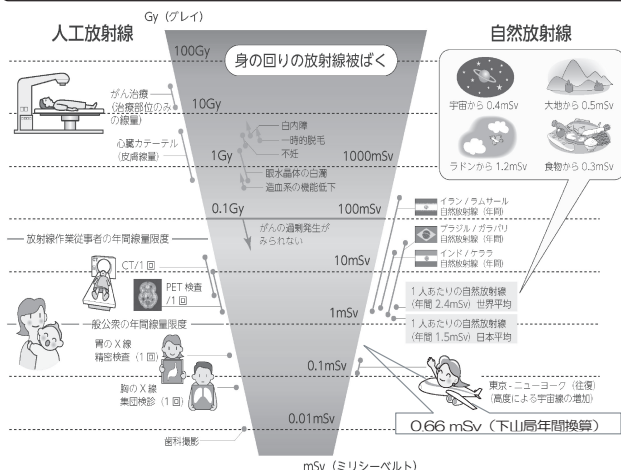 Gy（グレイ）
人工放射線
身の回りの放射線被ばく
自然放射線
100Gy
がん治療
（治療部位のみ
の線量）
10Gy
心臓カテーテル
（皮膚線量）
白内障
一時的脱毛
不妊
1Gy
1000mSv
眼水晶体の白濁
造血系の機能低下
宇宙から 0.4mSv
大地から 0.5mSv
ラドンから 1.2mSv
食物から 0.3mSv
0.1Gy
100mSv
がんの過剰発生が
みられない
イラン / ラムサール
自然放射線（年間）
ブラジル / ガラパリ
自然放射線（年間）
インド / ケララ
自然放射線（年間）
放射線作業従事者の年間線量限度
10mSv
CT/1 回
PET 検査
/1 回
1 人あたりの自然放射線
（年間 2.4mSv）世界平均
1mSv
1 人あたりの自然放射線
（年間 1.5mSv）日本平均
一般公衆の年間線量限度
胃の X 線
精密検査（1 回）
0.1mSv
東京 - ニューヨーク（往復）
（高度による宇宙線の増加）
胸の X 線
集団検診（1 回）
0.01mSv
0.66 mSv（下山局年間換算）
歯科撮影
mSv（ミリシーベルト）